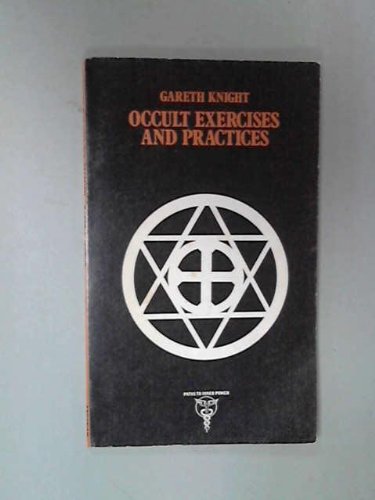 GARETH KNIGHT
OCCULT EXERCISES
AND PRACTICES
PATHS TO INNER POWER